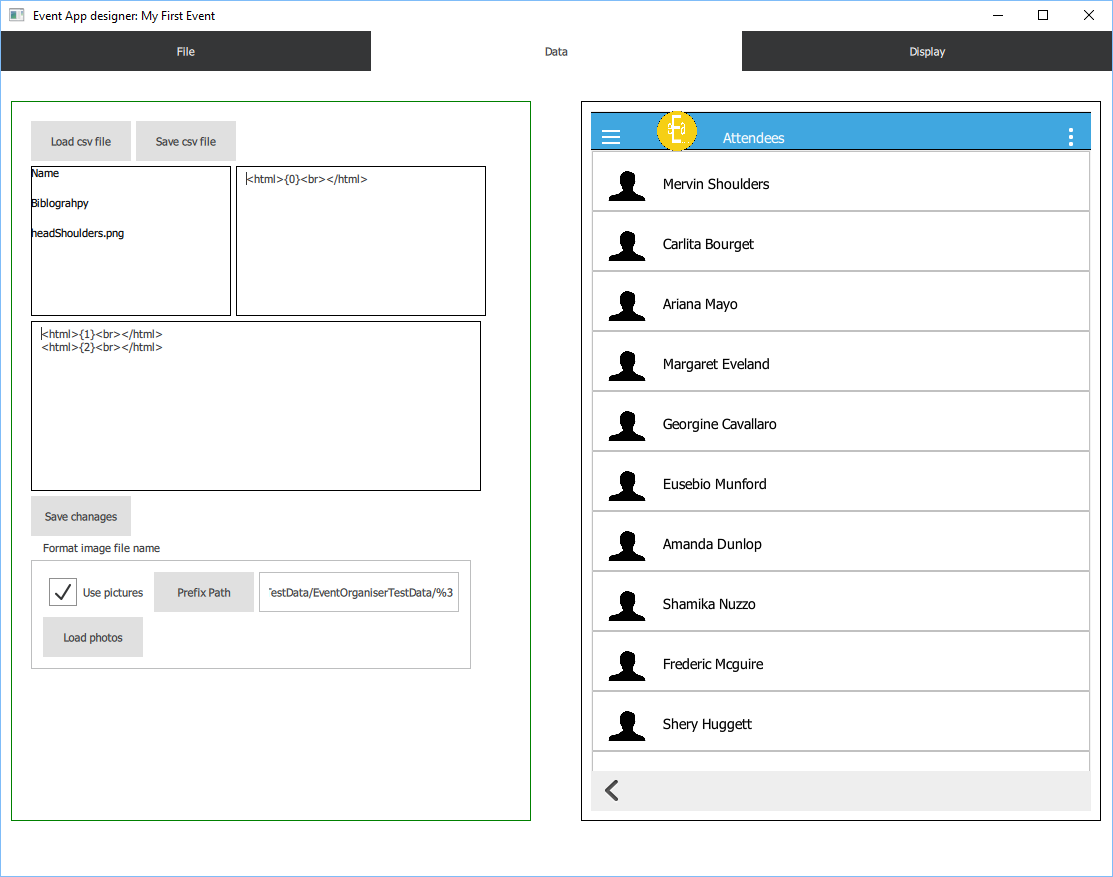 Event App designer: My First Event
File
Data
Display
Load csv file
Save csv file
Name
Biblograhpy
headShoulders.png
<html>{0}<br></html>
<html>{1}<br></html>
<html>{2}<br></html>
Save chanages
Format image file name
Use pictures
Prefix Path
TestData/EventOrganiserTestData/%3
Load photos
E
Attendees
Mervin Shoulders
Carlita Bourget
Ariana Mayo
Margaret Eveland
Georgine Cavallaro
Eusebio Munford
Amanda Dunlop
Shamika Nuzzo
Frederic Mcguire
Shery Huggett